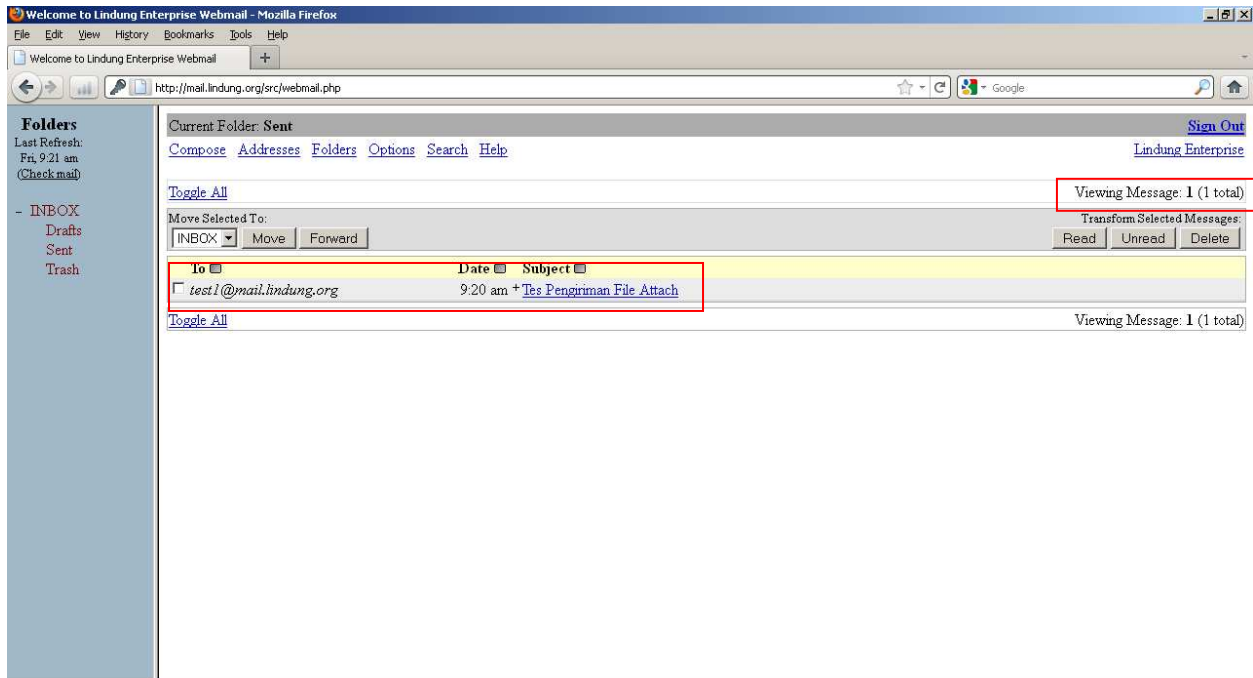 Welcome to Lindung Enterprise Webmail - Mozilla Firefox
File Edit View History Bookmarks Tools Help
Welcome to Lindung Enterprise Webmail +
http://mail.lindung.org/src/webmail.php Google
Folders
Last Refresh:
Fri, 9:21 am
(Check mail)
- INBOX
Drafts
Sent
Trash
Current Folder: Sent Sign Out
Compose Addresses Folders Options Search Help Lindung Enterprise
Toggle All Viewing Message: 1 (1 total)
Move Selected To: Transform Selected Messages:
INBOX Move Forward Read Unread Delete
To Date Subject
test1@mail.lindung.org 9:20 am + Tes Pengiriman File Attach
Toggle All Viewing Message: 1 (1 total)